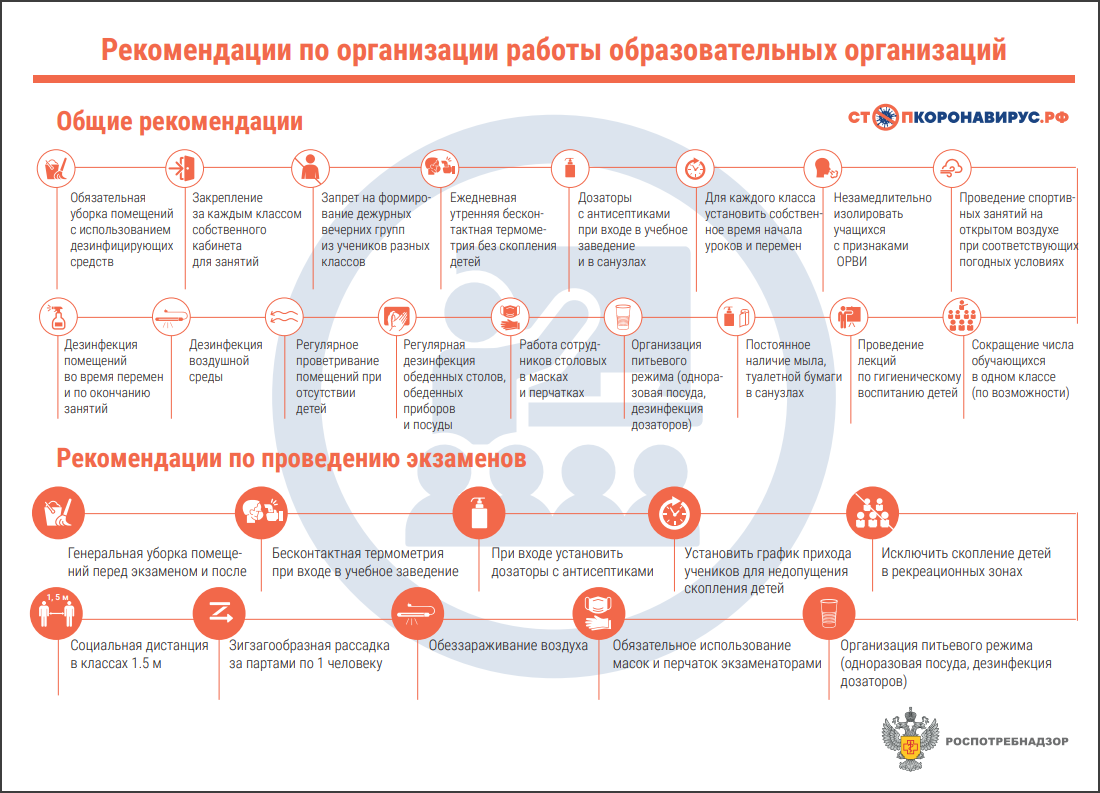 Рекомендации по организации работы образовательных организаций
Общие рекомендации
СТОПКОРОНАВИРУС.РФ
Обязательная
уборка помещений
с использованием
дезинфицирующих
средств
Закрепление
за каждым классом
собственного
кабинета
для занятий
Запрет на формиро-
вание дежурных
вечерних групп
из учеников разных
классов
Ежедневная
утренняя бескон-
тактная термоме-
трия без скопления
детей
Дозаторы
с антисептиками
при входе в учебное
заведение
и в санузлах
Для каждого класса
установить собствен-
ное время начала
уроков и перемен
Незамедлительно
изолировать
учащихся
с признаками
ОРВИ
Проведение спортив-
ных занятий на
открытом воздухе
при соответствующих
погодных условиях
Дезинфекция
помещений
во время перемен
и по окончанию
занятий
Дезинфекция
воздушной
среды
Регулярное
проветривание
помещений при
отсутствии
детей
Регулярная
дезинфекция
обеденных столов,
обеденных
приборов
и посуды
Работа сотруд-
ников столовых
в масках
и перчатках
Организация
питьевого
режима (однора-
зовая посуда,
дезинфекция
дозаторов)
Постоянное
наличие мыла,
туалетной бумаги
в санузлах
Проведение
лекций
по гигиеническому
воспитанию детей
Сокращение числа
обучающихся
в одном классе
(по возможности)
Рекомендации по проведению экзаменов
Генеральная уборка помеще-
ний перед экзаменом и после
Бесконтактная термометрия
при входе в учебное заведение
При входе установить
дозаторы с антисептиками
Установить график прихода
учеников для недопущения
скопления детей
Исключить скопление детей
в рекреационных зонах
1, 5 м
Социальная дистанция
в классах 1.5 м
Зигзагообразная рассадка
за партами по 1 человеку
Обеззараживание воздуха
Обязательное использование
масок и перчаток экзаменаторами
Организация питьевого режима
(одноразовая посуда, дезинфекция
дозаторов)
РОСПОТРЕБНАДЗОР